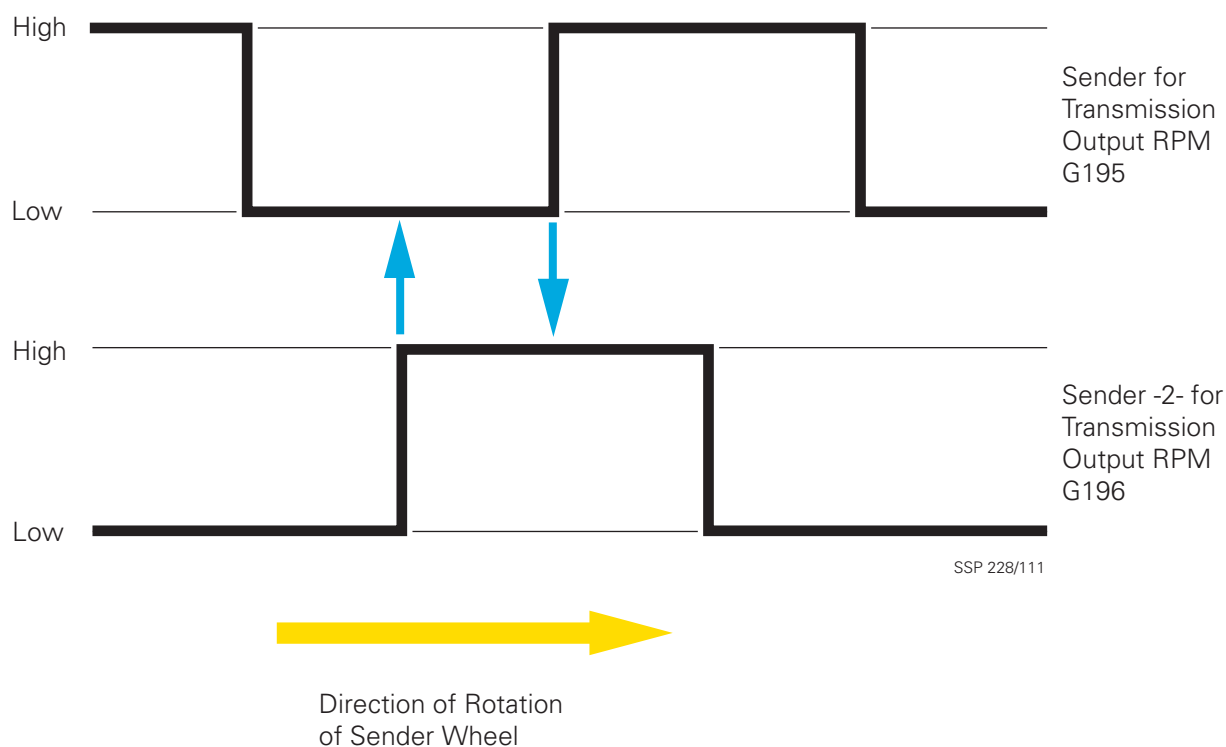 High
Low
Sender for
Transmission
Output RPM
G195
High
Low
Sender -2- for
Transmission
Output RPM
G196
SSP 228/111
Direction of Rotation
of Sender Wheel